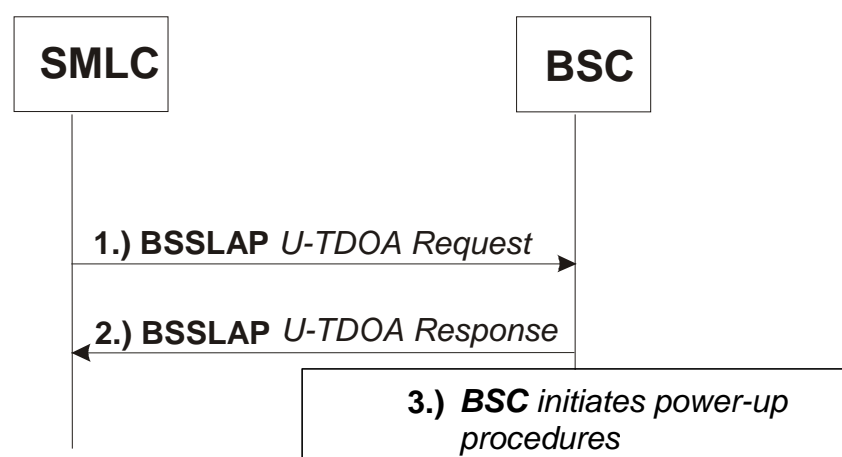 SMLC
BSC
1.) BSSLAP U-TDOA Request
2.) BSSLAP U-TDOA Response
3.) BSC initiates power-up
procedures